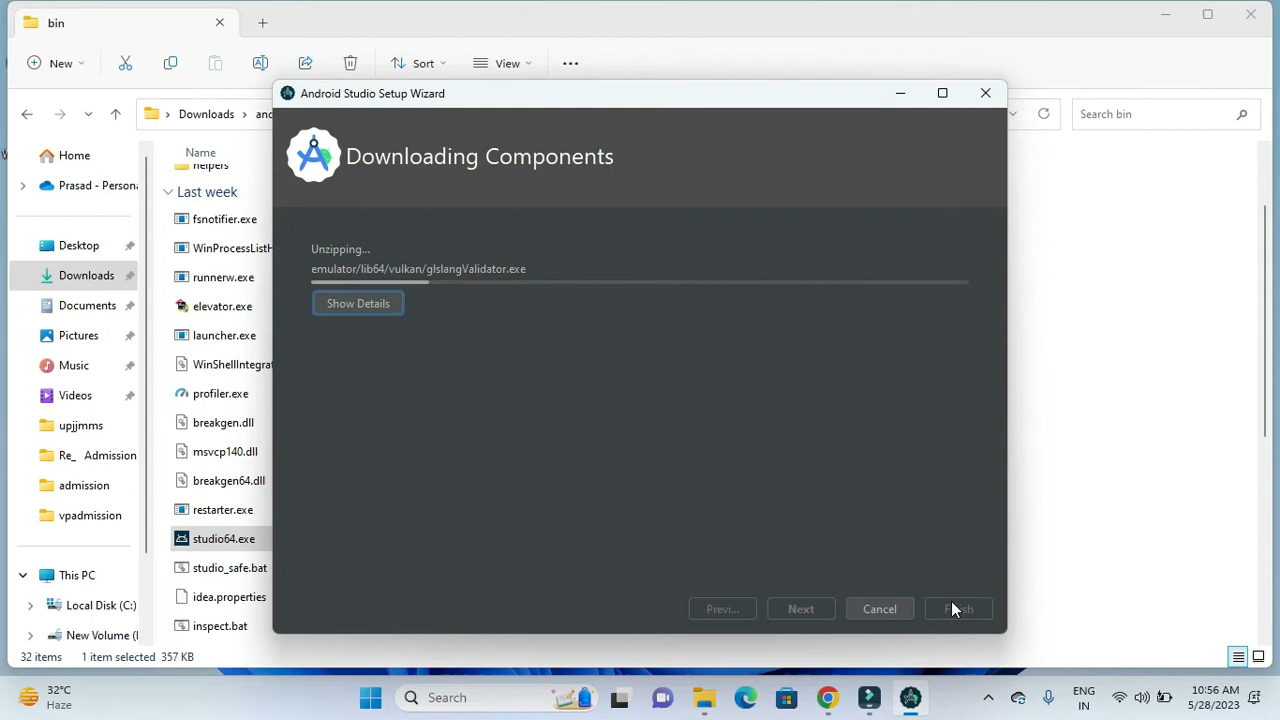 bin
New
Sort
View
Android Studio Setup Wizard
Downloads
Search bin
Downloading Components
Home
Prasad - Persona
Desktop
Downloads
Documents
Pictures
Music
Videos
upjjmms
Re_ Admission
admission
vpadmission
This PC
Local Disk (C:)
New Volume (
Name
helpers
Last week
fsnotifier.exe
WinProcessListH
runnerw.exe
elevator.exe
launcher.exe
WinShellIntegrat
profiler.exe
breakgen.dll
msvcp140.dll
breakgen64.dll
restarter.exe
studio64.exe
studio_safe.bat
idea.properties
inspect.bat
Unzipping...
emulator/lib64/vulkan/glslangValidator.exe
Show Details
Previ...
Next
Cancel
32 items
1 item selected 357 KB
32°C
Haze
Search
ENG
IN
10:56 AM
5/28/2023